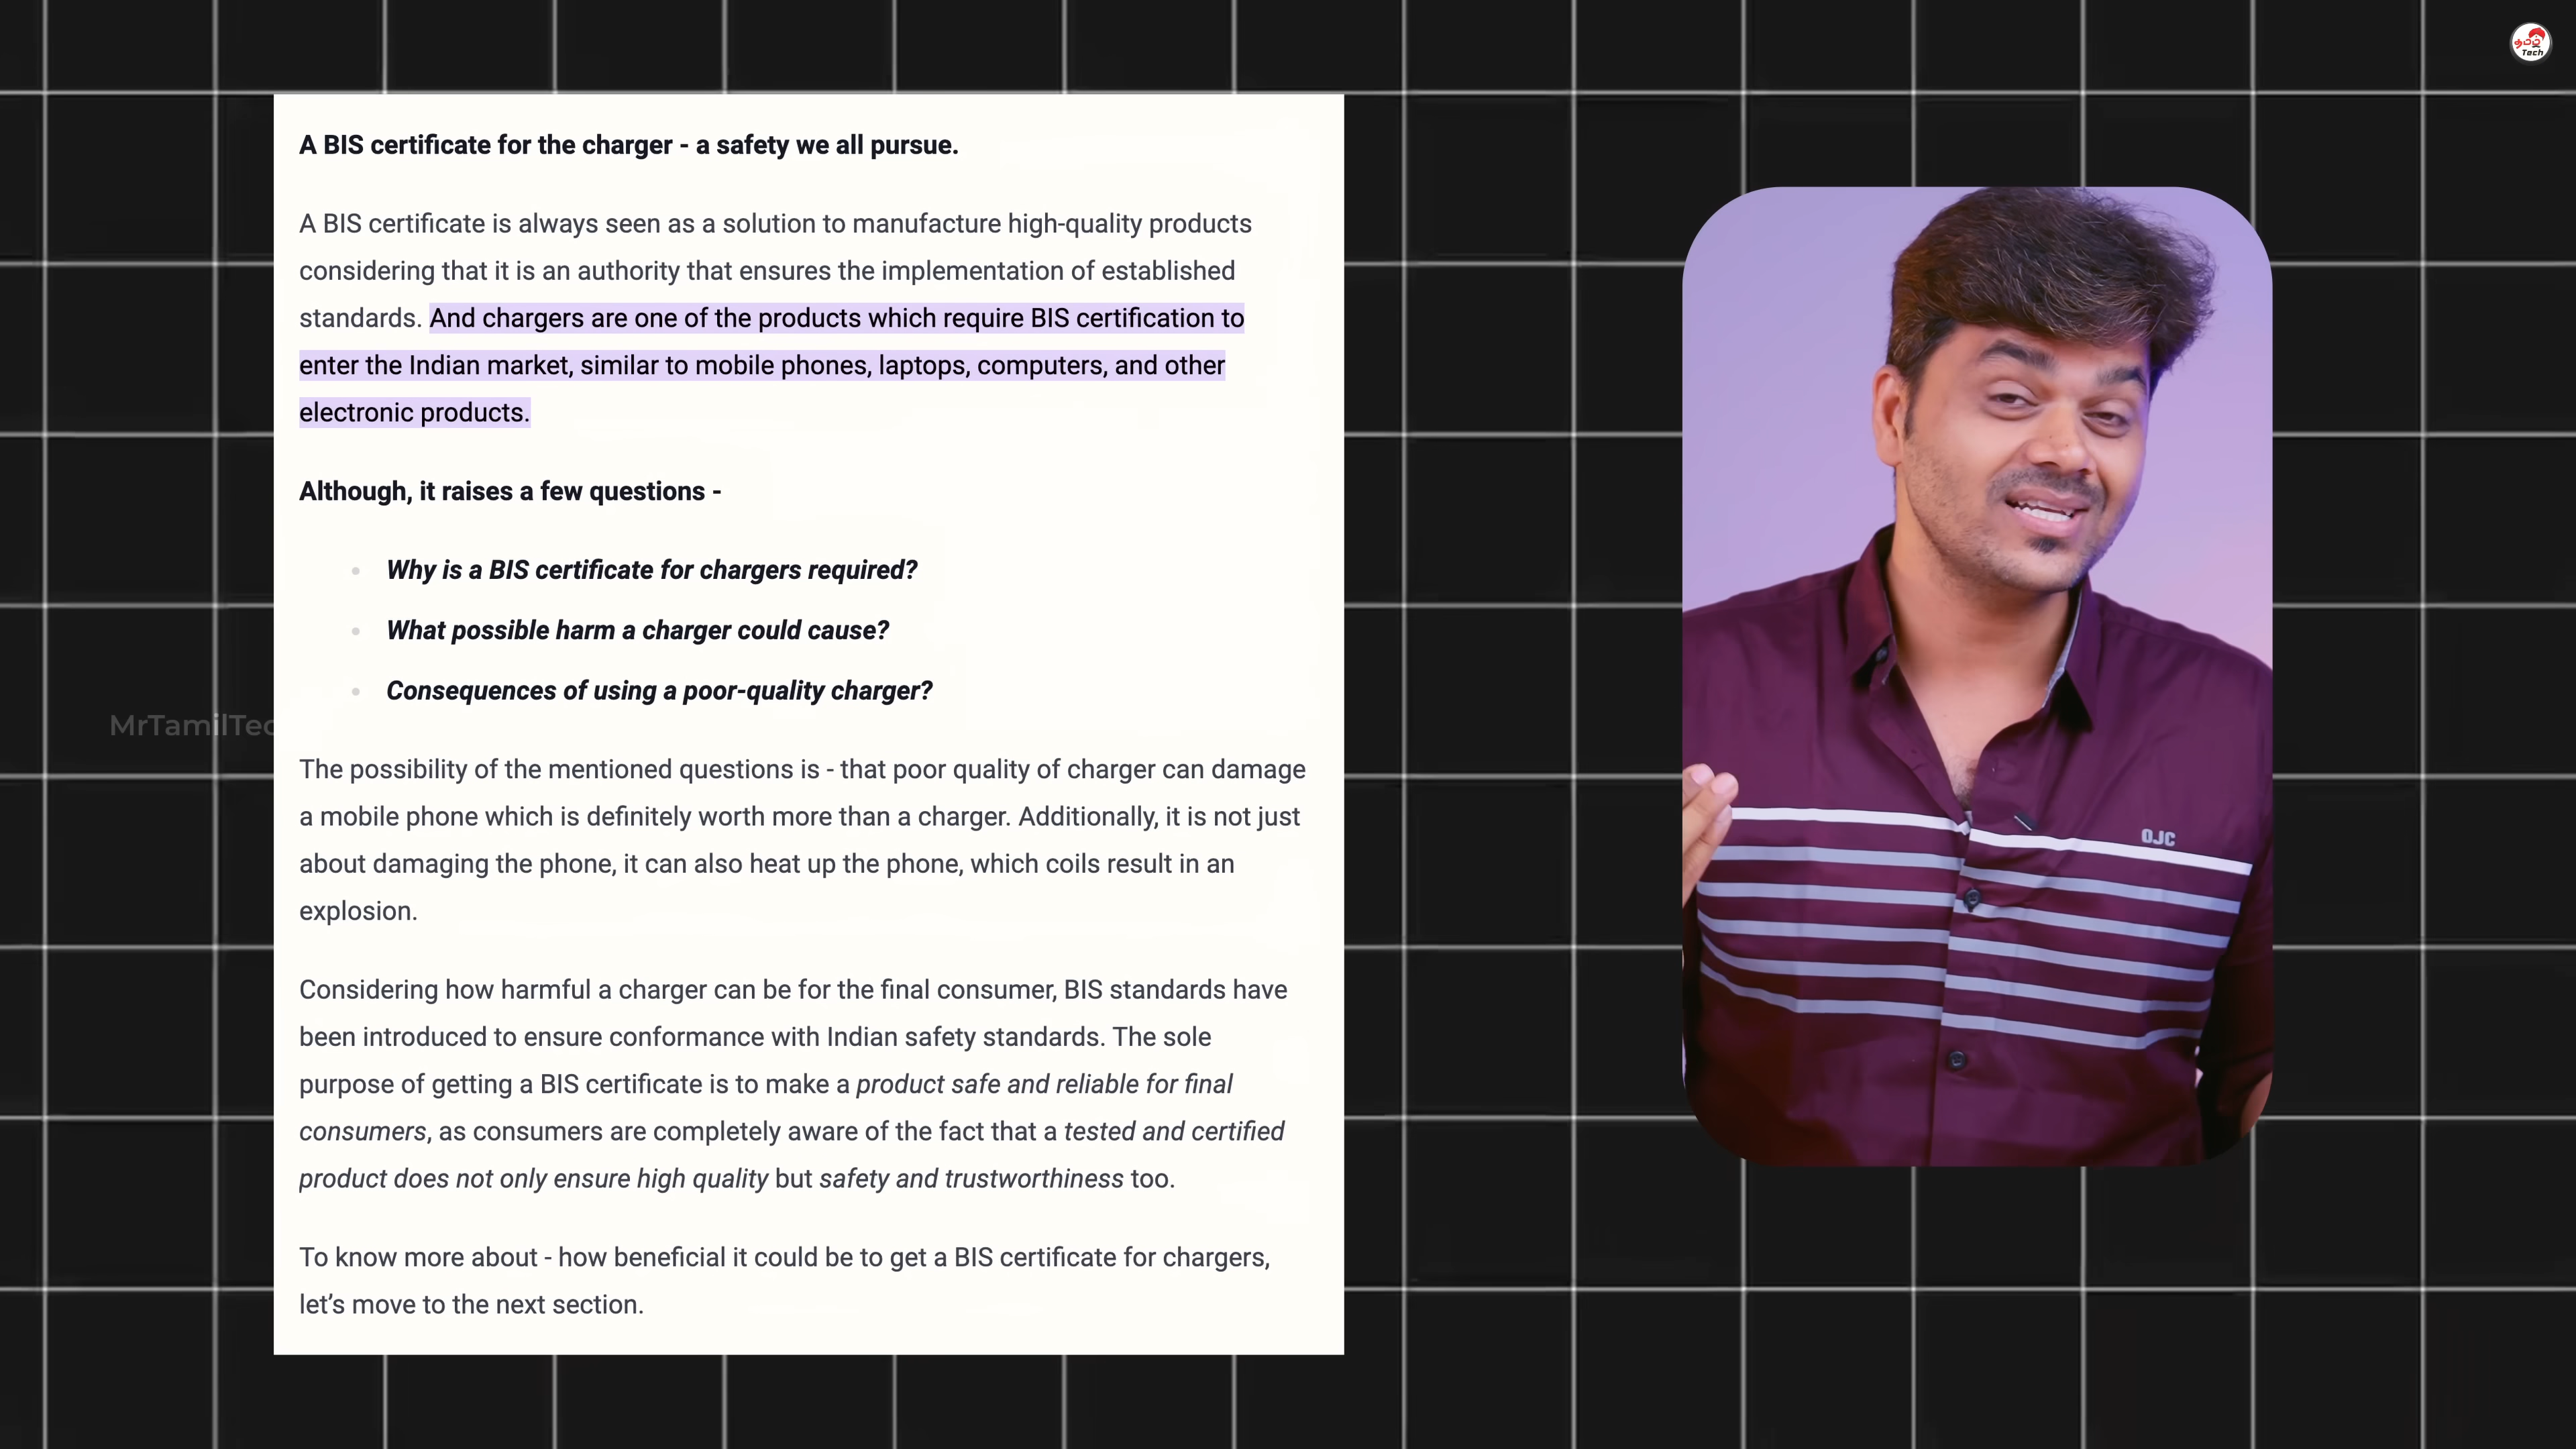 தமிழ்
Tech
A BIS certificate for the charger - a safety we all pursue.
A BIS certificate is always seen as a solution to manufacture high-quality products
considering that it is an authority that ensures the implementation of established
standards. And chargers are one of the products which require BIS certification to
enter the Indian market, similar to mobile phones, laptops, computers, and other
electronic products.
Although, it raises a few questions -
Why is a BIS certificate for chargers required?
What possible harm a charger could cause?
Consequences of using a poor-quality charger?
MrTamilTec
The possibility of the mentioned questions is - that poor quality of charger can damage
a mobile phone which is definitely worth more than a charger. Additionally, it is not just
about damaging the phone, it can also heat up the phone, which coils result in an
explosion.
Considering how harmful a charger can be for the final consumer, BIS standards have
been introduced to ensure conformance with Indian safety standards. The sole
purpose of getting a BIS certificate is to make a product safe and reliable for final
consumers, as consumers are completely aware of the fact that a tested and certified
product does not only ensure high quality but safety and trustworthiness too.
To know more about - how beneficial it could be to get a BIS certificate for chargers,
let's move to the next section.
OJC